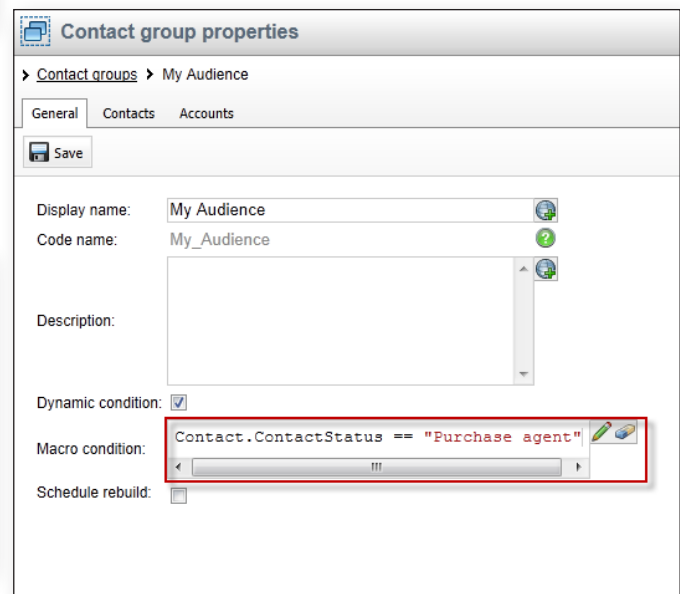 Contact group properties
Contact groups > My Audience
General Contacts Accounts
Save
Display name: My Audience
Code name: My_Audience
Description:
Dynamic condition:
Macro condition: Contact.ContactStatus == "Purchase agent"
Schedule rebuild: